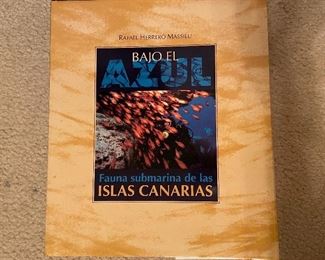 RAFAEL HERRERO MASSIEU
BAJO EL
AZUL
Fauna submarina de las
ISLAS CANARIAS